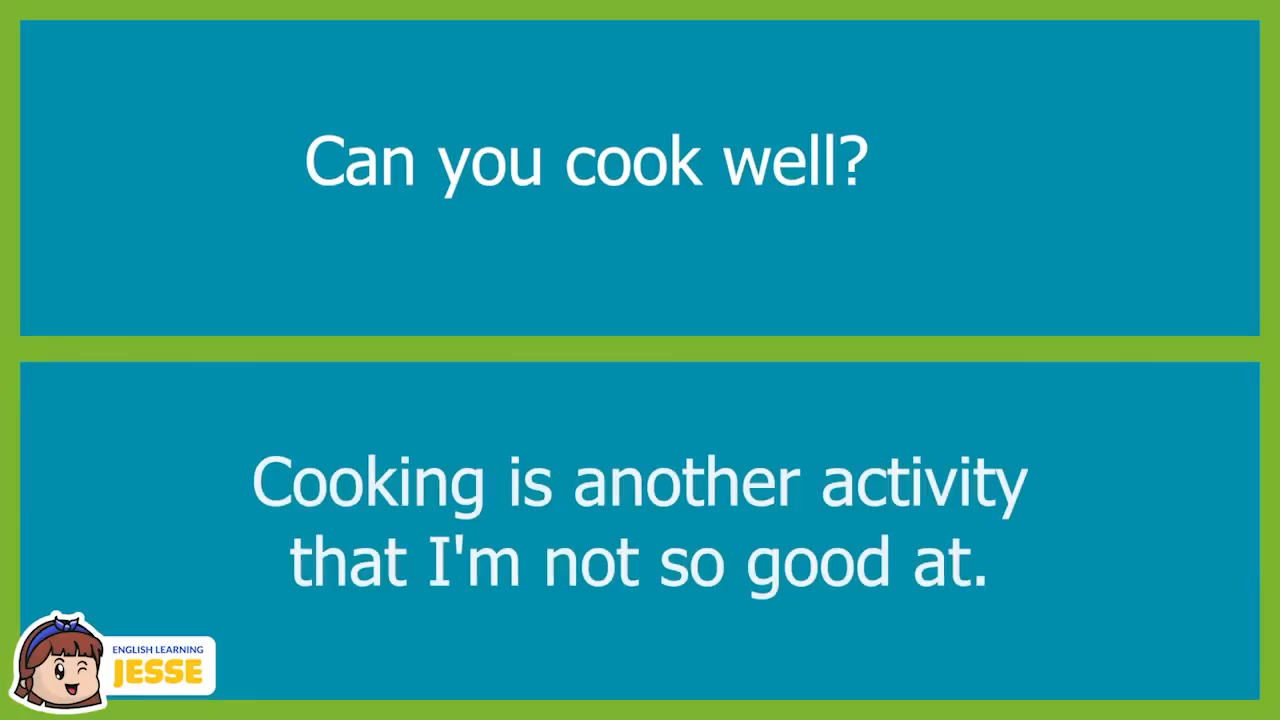 Can you cook well?
Cooking is another activity
that I'm not so good at.
ENGLISH LEARNING
JESSE